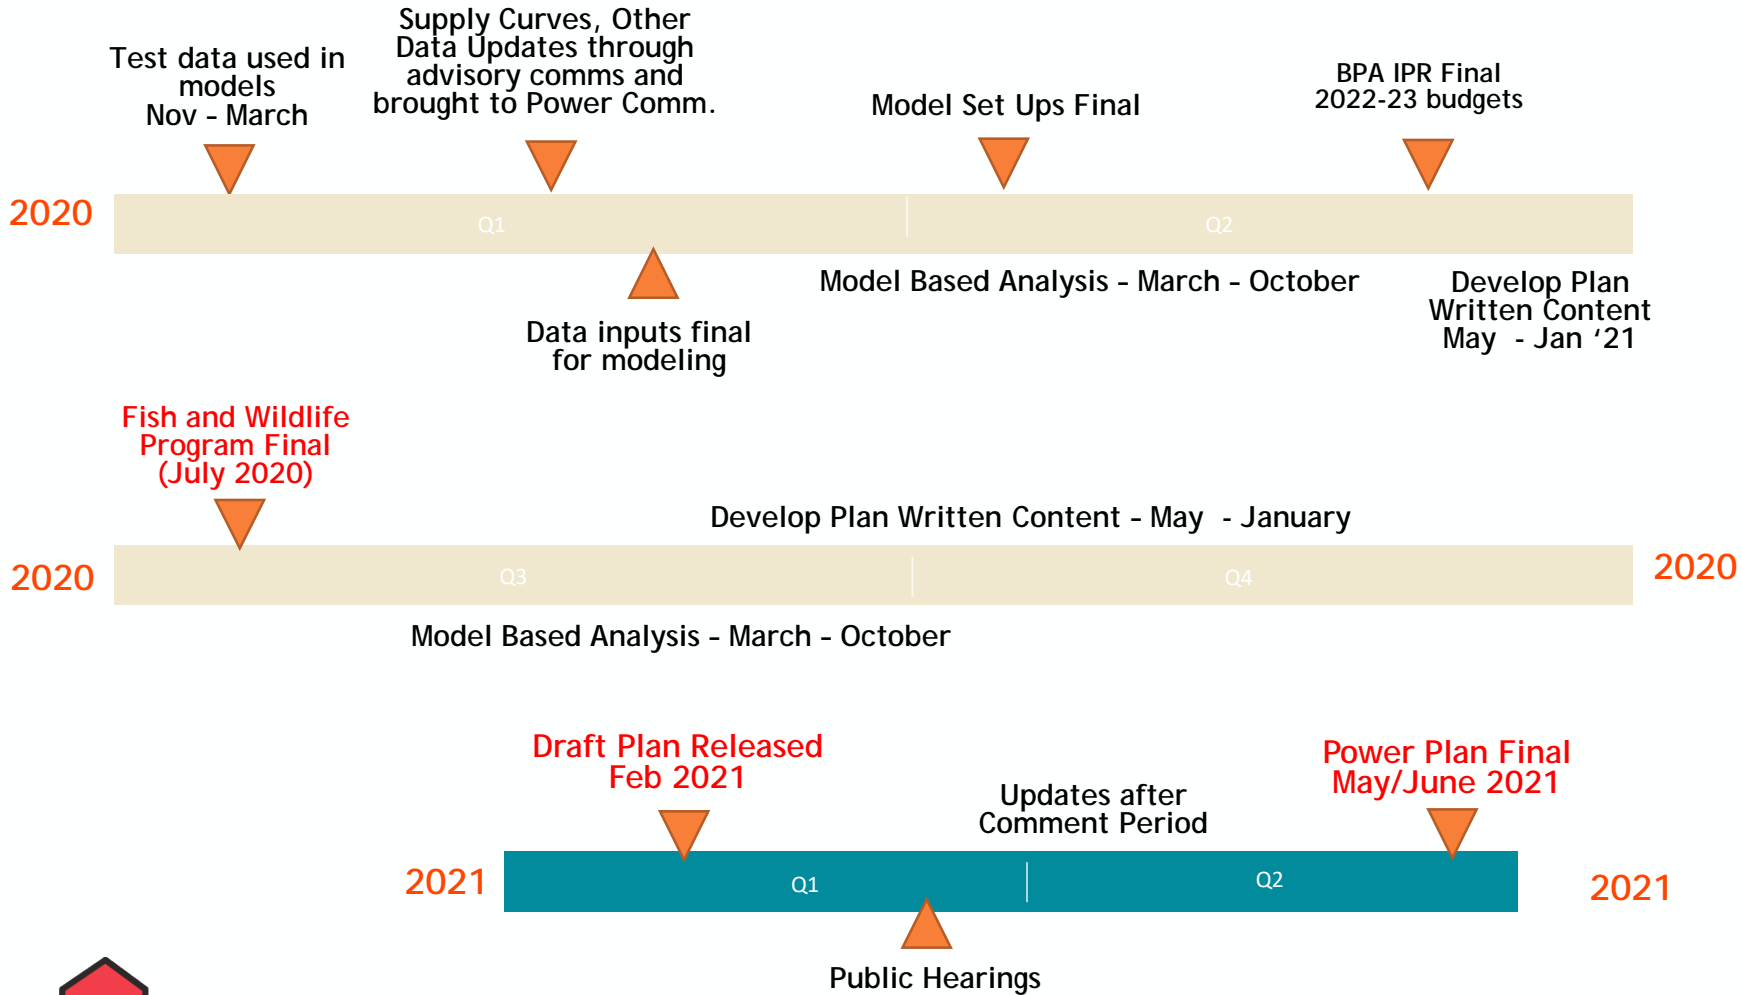 Test data used in
models
Nov - March
Supply Curves, Other
Data Updates through
advisory comms and
brought to Power Comm.
Model Set Ups Final
BPA IPR Final
2022-23 budgets
2020
Q1
Q2
Data inputs final
for modeling
Model Based Analysis - March - October
Develop Plan
Written Content
May - Jan ‘21
Fish and Wildlife
Program Final
(July 2020)
Develop Plan Written Content - May - January
2020
Q3
Q4
2020
Model Based Analysis - March - October
Draft Plan Released
Feb 2021
Updates after
Comment Period
Power Plan Final
May/June 2021
2021
Q1
Q2
2021
Public Hearings